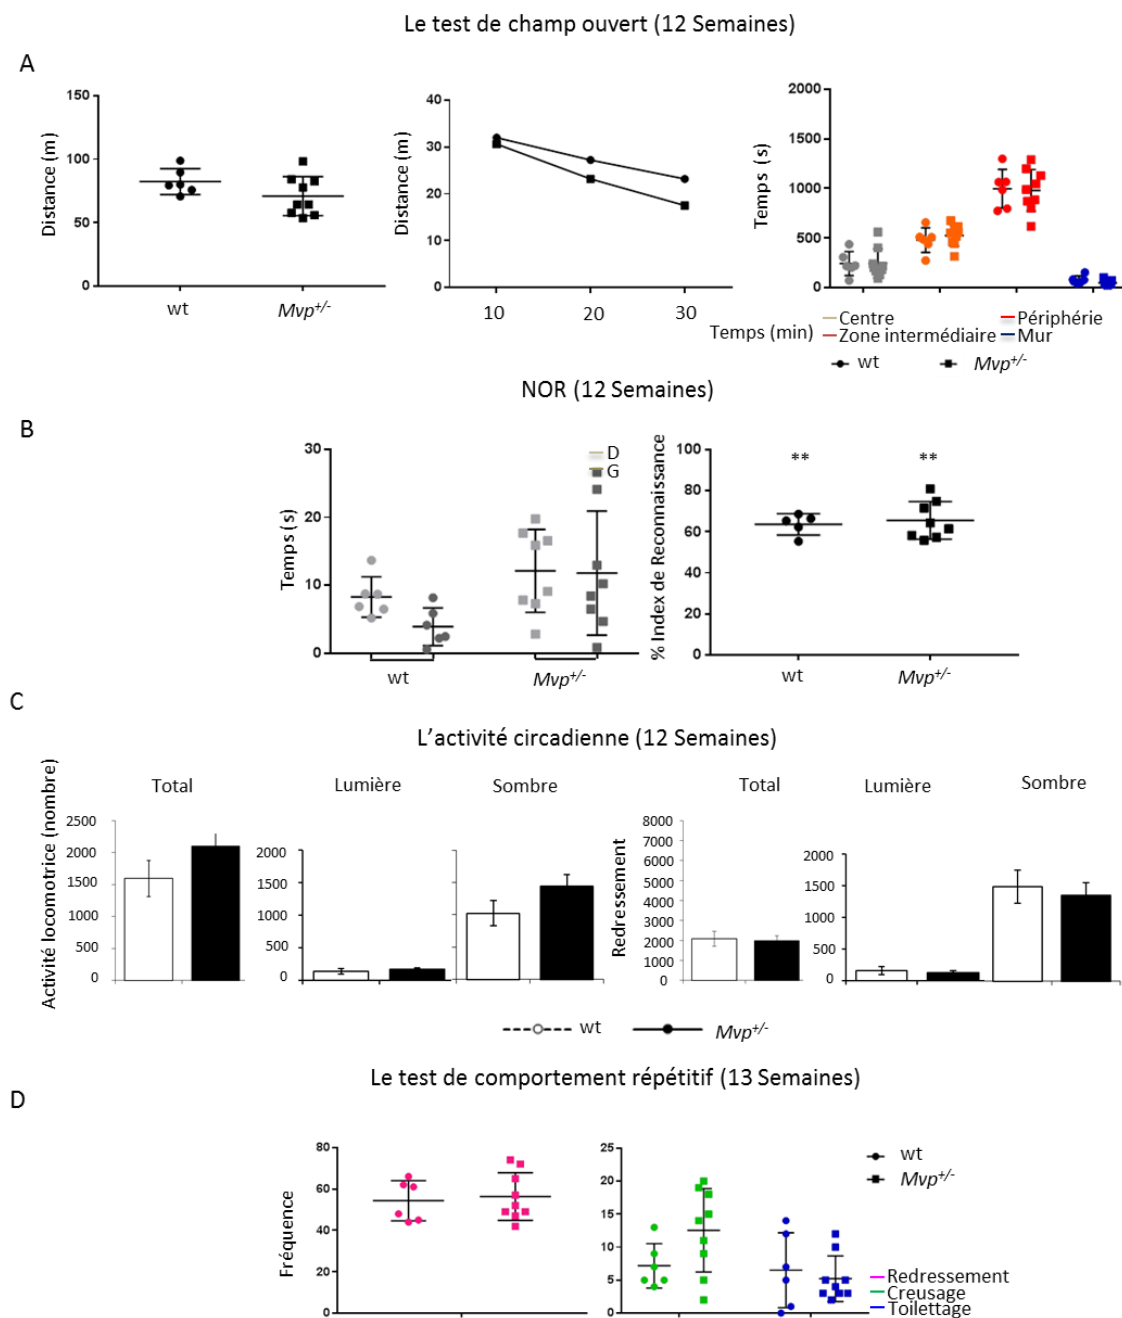 Le test de champ ouvert (12 Semaines)
A
Distance (m)
150
100
50
0
wt
Mvp+/-
Distance (m)
40
30
20
10
0
10
20
30
Temps (min)
Temps (s)
2000
1500
1000
500
0
Centre
Zone intermédiaire
Périphérie
Mur
wt
Mvp+/-
NOR (12 Semaines)
B
Temps (s)
30
20
10
0
D
G
wt
Mvp+/-
% Index de Reconnaissance
100
80
60
40
20
0
**
**
wt
Mvp+/-
C
L'activité circadienne (12 Semaines)
Total
Lumière
Sombre
Total
Lumière
Sombre
Activité locomotrice (nombre)
2500
2000
1500
1000
500
0
2000
1500
1000
500
0
Redressement
8000
7000
6000
5000
4000
3000
2000
1000
0
2000
1500
1000
500
0
wt
Mvp+/-
Le test de comportement répétitif (13 Semaines)
D
Fréquence
80
60
40
20
0
25
20
15
10
5
0
wt
Mvp+/-
Redressement
Creusage
Toilettage